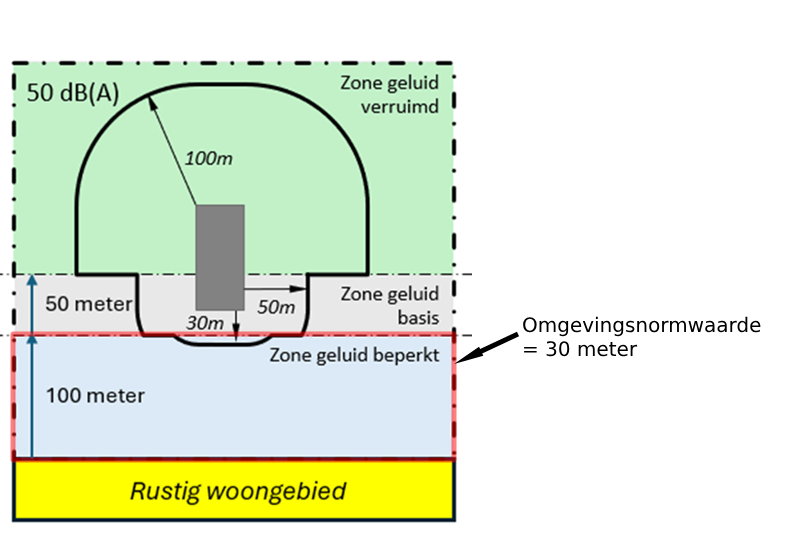 50 dB(A)
Zone geluid
verruimd
100m
50 meter
50m
30m
Zone geluid
basis
Zone geluid beperkt
100 meter
Omgevingsnormwaarde
= 30 meter
Rustig woongebied